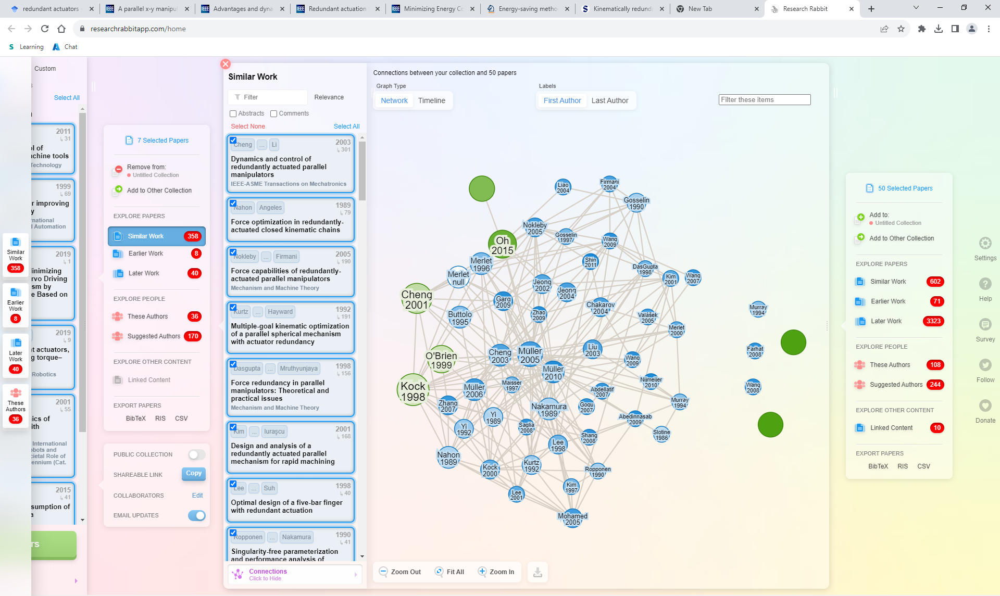 redundant actuators -
A parallel x-y manipul
Advantages and dyna
Redundant actuation
Minimizing Energy Co
Energy-saving metho
Kinematically redund
New Tab
Research Rabbit
researchrabbitapp.com/home
Learning
Chat
Custom
Select All
2011
31
ol of
achine tools
Technology
1999
69
r improving
y
rnational
l Automation
2019
1
linimizing
rvo Driving
sm by
e Based on
2019
9
nt actuators,
g torque–
Robotics
2001
55
ics of
ith
International
obots and
cietal Role of
ennium (Cat.
2015
41
sumption of
a
rs
Similar
Work
358
Earlier
Work
8
Later
Work
40
These
Authors
36
7 Selected Papers
Remove from:
Untitled Collection
Add to Other Collection
EXPLORE PAPERS
Similar Work 358
Earlier Work 8
Later Work 40
EXPLORE PEOPLE
These Authors 36
Suggested Authors 170
EXPLORE OTHER CONTENT
Linked Content
EXPORT PAPERS
BibTeX RIS CSV
PUBLIC COLLECTION
SHAREABLE LINK Copy
COLLABORATORS Edit
EMAIL UPDATES
Similar Work
Filter
Relevance
Abstracts Comments
Select None Select All
Cheng ... Li 2003
301
Dynamics and control of
redundantly actuated parallel
manipulators
IEEE-ASME Transactions on Mechatronics
Nahon Angeles 1989
79
Force optimization in redundantly-
actuated closed kinematic chains
Nokleby ... Firmani 2005
190
Force capabilities of redundantly-
actuated parallel manipulators
Mechanism and Machine Theory
Kurtz ... Hayward 1992
191
Multiple-goal kinematic optimization
of a parallel spherical mechanism
with actuator redundancy
Dasgupta ... Mruthyunjaya 1998
156
Force redundancy in parallel
manipulators: Theoretical and
practical issues
Mechanism and Machine Theory
Kim ... Iurașcu 2001
168
Design and analysis of a
redundantly actuated parallel
mechanism for rapid machining
Lee ... Suh 1998
40
Optimal design of a five-bar finger
with redundant actuation
Ropponen ... Nakamura 1990
41
Singularity-free parameterization
and performance analysis of
Connections
Click to Hide
Connections between your collection and 50 papers
Graph Type
Network Timeline
Labels
First Author Last Author
Filter these items
Liao
2004
Firmani
2004
Gosselin
1990
Nokleby
2005
Gosselin
1997
Wang
2009
Oh
2015
Merlet
1996
Shin
2011
DasGupta
1998
Merlet
null
Kim
2001
Wang
2007
Jeong
2002
Jeong
2004
Cheng
2001
Garg
2009
Chakarov
2004
Murray
1994
Buttolo
1995
Zhao
2009
Valášek
2005
Merlet
2000
Cheng
2003
Müller
2005
Liu
2003
Farhat
2008
O'Brien
1999
Wang
2009
Müller
2010
Kock
1998
Müller
2006
Maisser
1997
Nijmeijer
2010
Wang
2008
Abdellatif
2007
Zhang
2007
Nakamura
1989
Gogu
2007
Murray
1994
Yi
1989
Abedinnasab
2009
Yi
1992
Saglia
2008
Shang
2008
Slotine
1986
Lee
1998
Nahon
1989
Kock
2000
Kurtz
1992
Ropponen
1990
Kim
1997
Lee
2001
Mohamed
2005
Zoom Out Fit All Zoom In
50 Selected Papers
Add to:
Untitled Collection
Add to Other Collection
EXPLORE PAPERS
Similar Work 602
Earlier Work 71
Later Work 3323
EXPLORE PEOPLE
These Authors 108
Suggested Authors 244
EXPLORE OTHER CONTENT
Linked Content 10
EXPORT PAPERS
BibTeX RIS CSV
Settings
Help
Survey
Follow
Donate